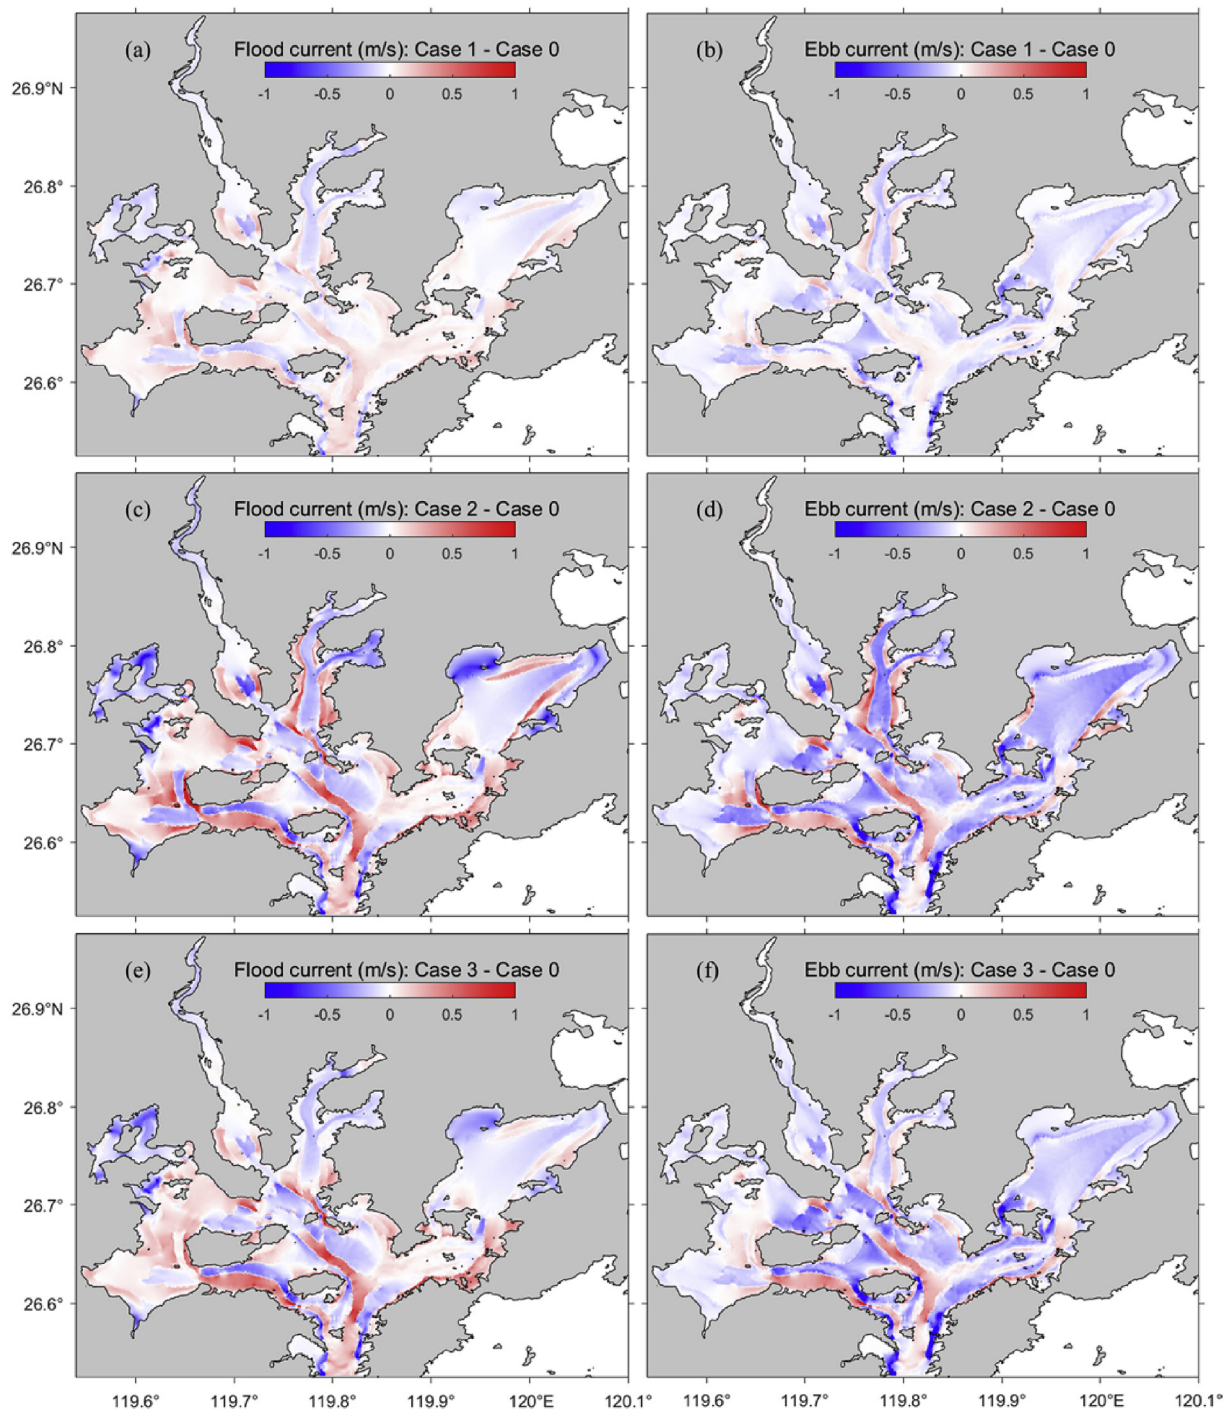 (a) Flood current (m/s): Case 1 - Case 0
-1 -0.5 0 0.5 1
(b) Ebb current (m/s): Case 1 - Case 0
-1 -0.5 0 0.5 1
26.9°N
26.8°
26.7°
26.6°
(c) Flood current (m/s): Case 2 - Case 0
-1 -0.5 0 0.5 1
(d) Ebb current (m/s): Case 2 - Case 0
-1 -0.5 0 0.5 1
26.9°N
26.8°
26.7°
26.6°
(e) Flood current (m/s): Case 3 - Case 0
-1 -0.5 0 0.5 1
(f) Ebb current (m/s): Case 3 - Case 0
-1 -0.5 0 0.5 1
26.9°N
26.8°
26.7°
26.6°
119.6° 119.7° 119.8° 119.9° 120°E 120.1° 119.6° 119.7° 119.8° 119.9° 120°E 120.1°